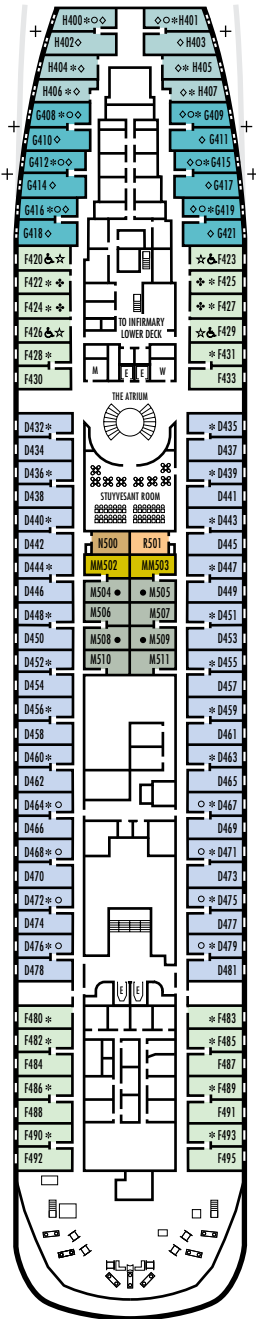 H400 *○◇ ◇○* H401
H402 ◇ ◇ H403
H404 *◇ ◇* H405
H406 *◇ ◇* H407
G408 *○◇ ◇○* G409
G410 ◇ ◇ G411
G412 *○◇ ◇○* G415
G414 ◇ ◇ G417
G416 *○◇ ◇○* G419
G418 ◇ ◇ G421
F420 ♿☆ ☆♿ F423
F422 * ✤ ✤ * F425
F424 * ✤ ✤ * F427
TO INFIRMARY
LOWER DECK
F426 ♿☆ ☆♿ F429
F428 * * F431
M E E W
F430 F433
THE ATRIUM
D432 * * D435
D434 D437
D436 * * D439
STUYVESANT ROOM
D438 D441
D440 * * D443
D442 N500 R501 D445
D444 * MM502 MM503 * D447
D446 M504 ● ● M505 D449
D448 * M506 M507 * D451
D450 M508 ● ● M509 D453
D452 * M510 M511 * D455
D454 D457
D456 * * D459
D458 D461
D460 * * D463
D462 D465
D464 * ○ ○ * D467
D466 D469
D468 * ○ ○ * D471
D470 D473
D472 * ○ ○ * D475
D474 D477
D476 * ○ ○ * D479
D478 D481
E E
F480 * * F483
F482 * * F485
F484 F487
F486 * * F489
F488 F491
F490 * * F493
F492 F495